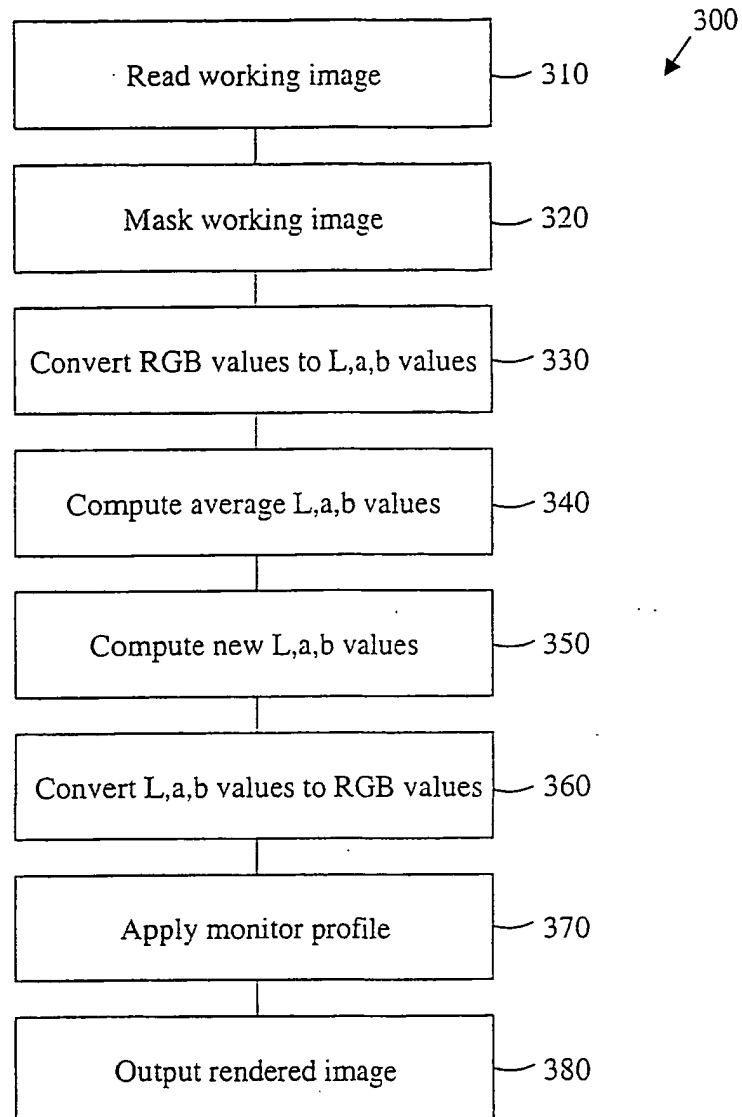 300
Read working image 310
Mask working image 320
Convert RGB values to L,a,b values 330
Compute average L,a,b values 340
Compute new L,a,b values 350
Convert L,a,b values to RGB values 360
Apply monitor profile 370
Output rendered image 380